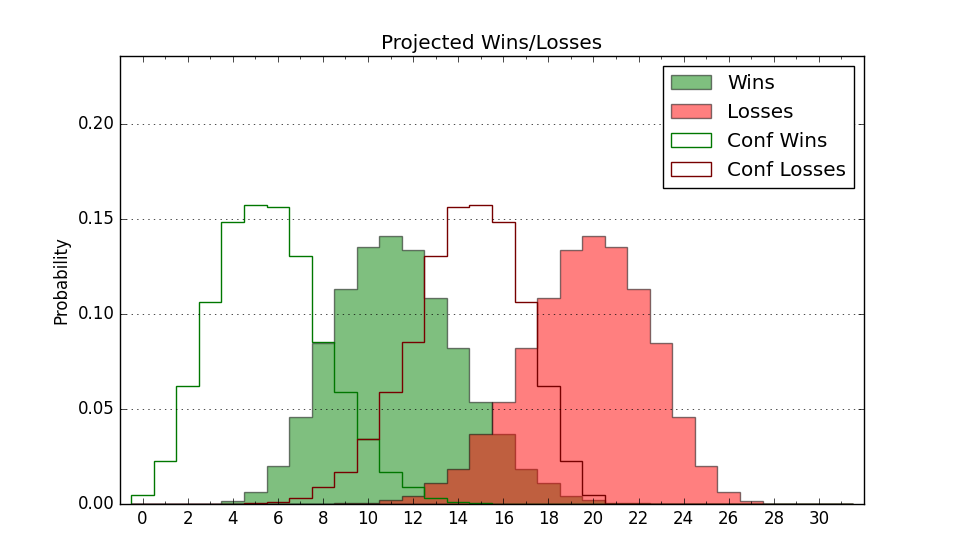 Projected Wins/Losses
Wins
Losses
Conf Wins
Conf Losses
Probability
0.20
0.15
0.10
0.05
0.00
0 2 4 6 8 10 12 14 16 18 20 22 24 26 28 30